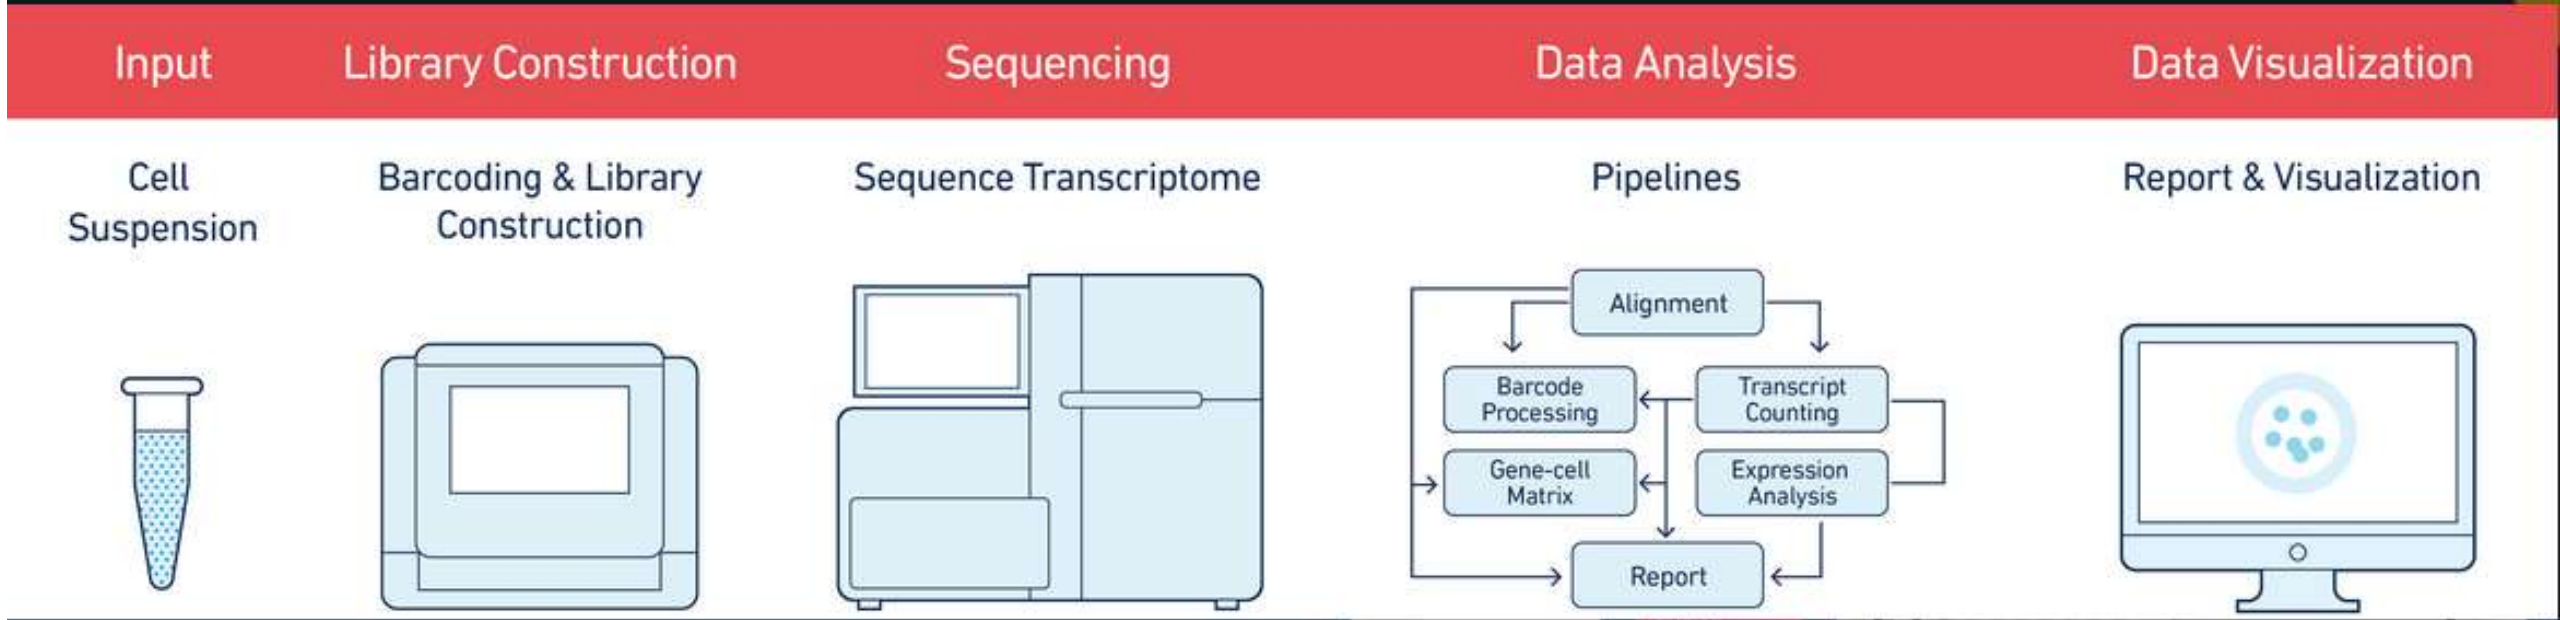 Input
Library Construction
Sequencing
Data Analysis
Data Visualization
Cell
Suspension
Barcoding & Library
Construction
Sequence Transcriptome
Pipelines
Report & Visualization
Alignment
Barcode
Processing
Transcript
Counting
Gene-cell
Matrix
Expression
Analysis
Report